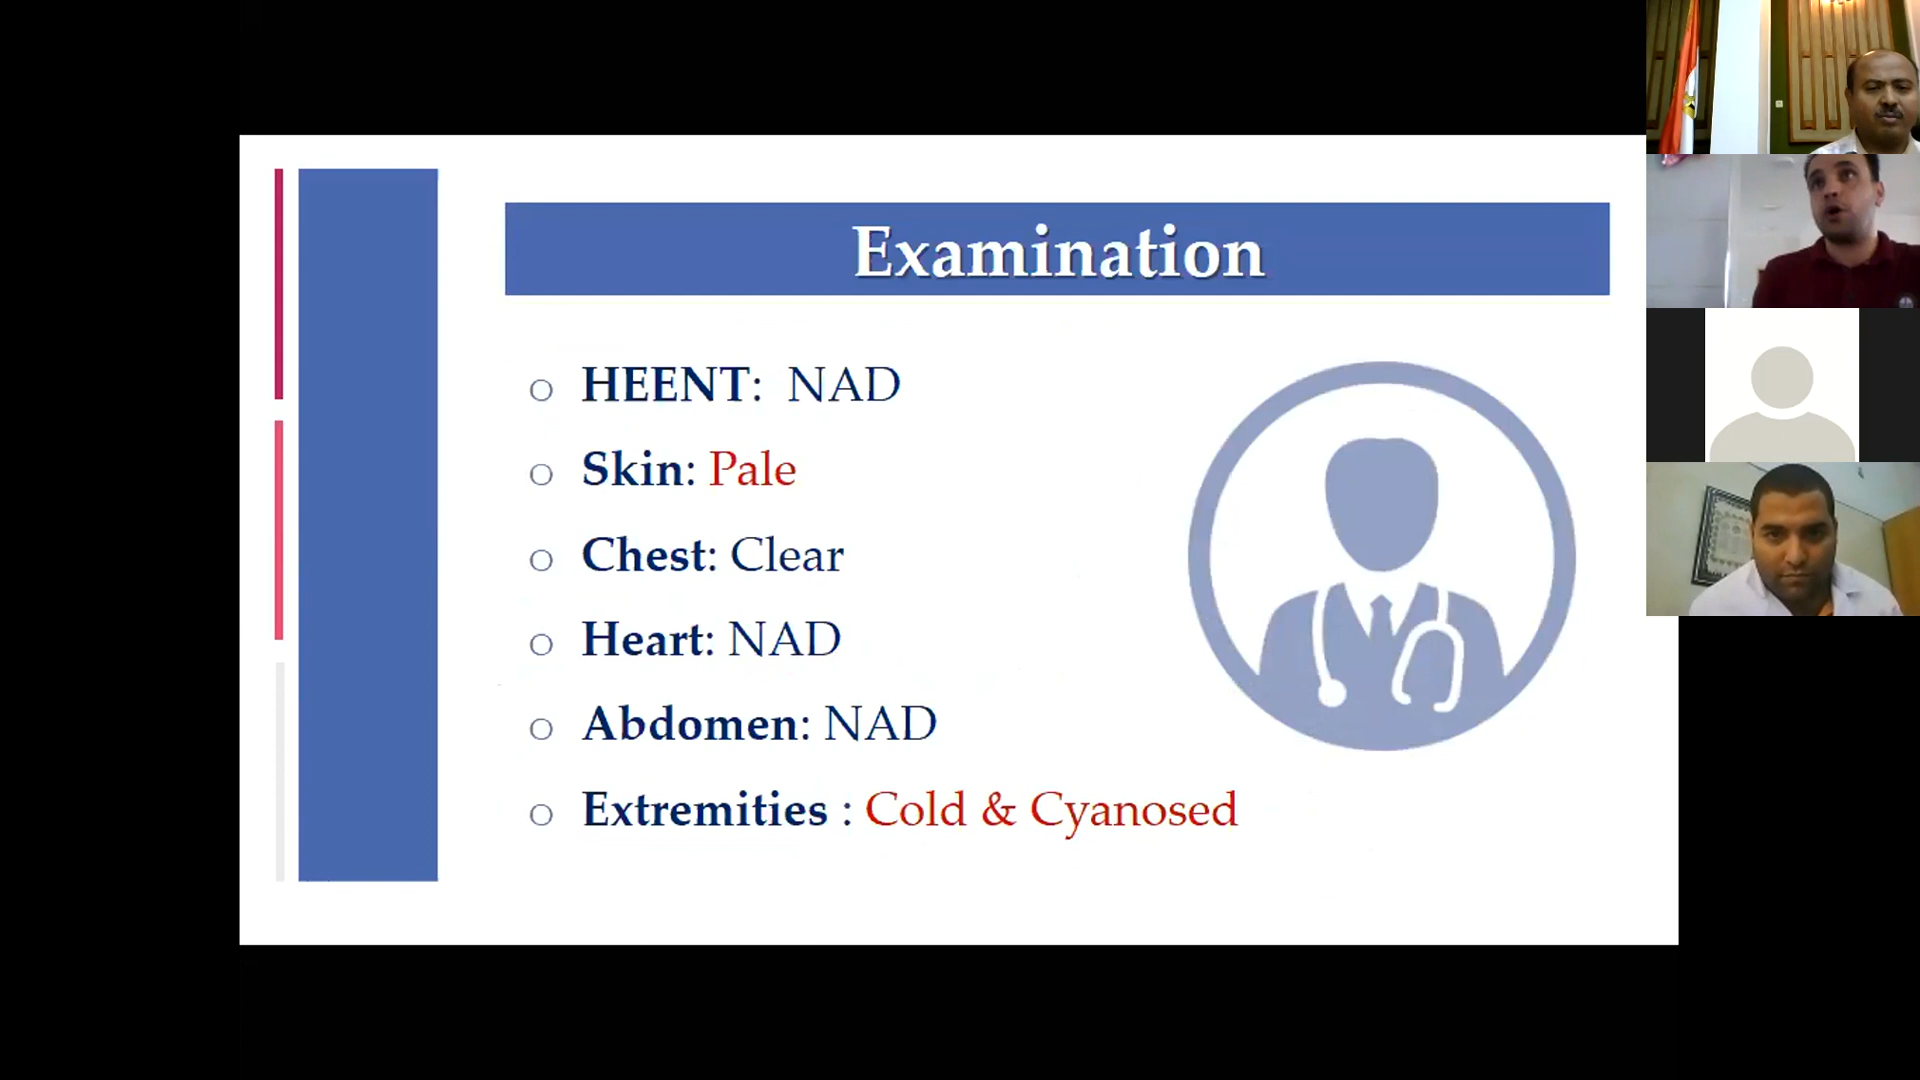 Examination
HEENT: NAD
Skin: Pale
Chest: Clear
Heart: NAD
Abdomen: NAD
Extremities : Cold & Cyanosed